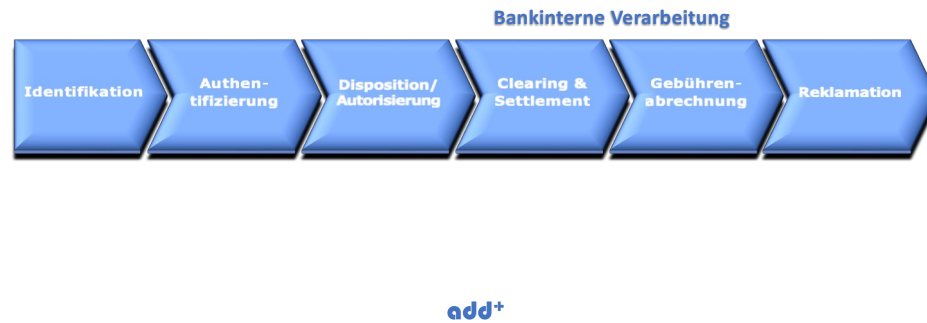 Bankinterne Verarbeitung
Identifikation
Authen-
tifizierung
Disposition/
Autorisierung
Clearing &
Settlement
Gebühren-
abrechnung
Reklamation
add+